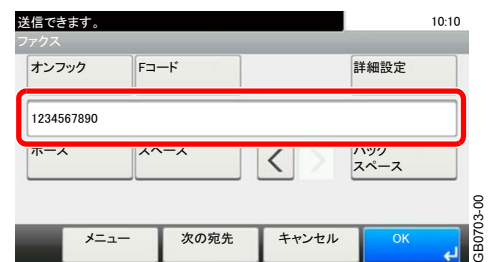 送信できます。 10:10
ファクス
オンフック Fコード 詳細設定
1234567890
ポーズ スペース < > バック
スペース
メニュー 次の宛先 キャンセル OK
GB0703-00